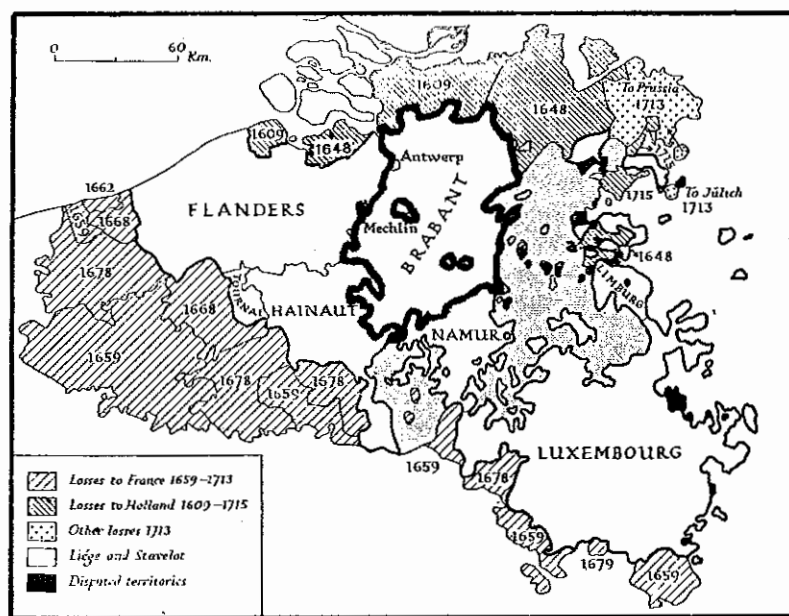 0 60 Km.
1609
1648
To Prussia
1713
1609
1648
Antwerp
1662
FLANDERS
BRABANT
1715
To Jülich
1713
1659
1668
Mechlin
1648
1678
TOURNAI
HAINAUT
LIMBURG
1668
NAMUR
1659
1678
1659
1678
LUXEMBOURG
1659
1678
1659
1679
1659
Losses to France 1659–1713
Losses to Holland 1609–1715
Other losses 1713
Liége and Stavelot
Disputed territories